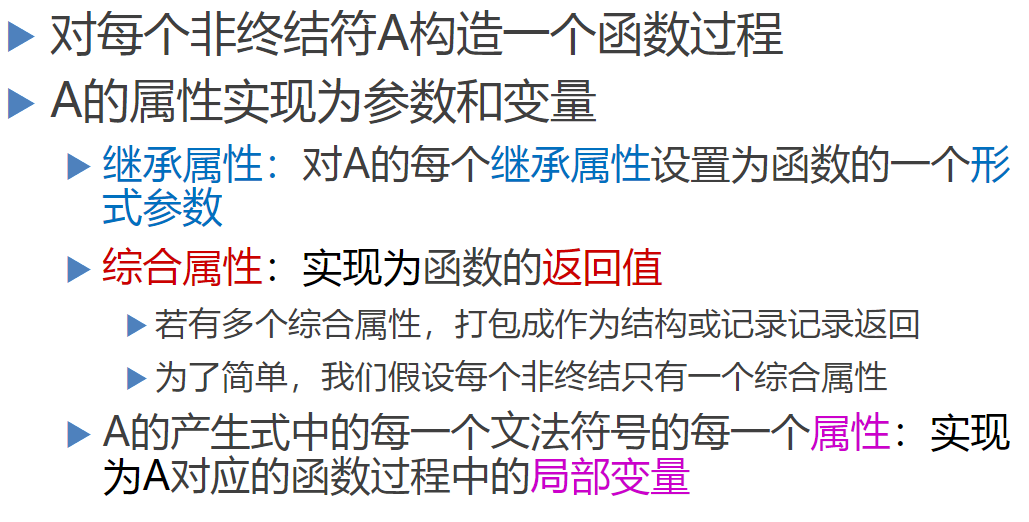 对每个非终结符A构造一个函数过程
A的属性实现为参数和变量
继承属性：对A的每个继承属性设置为函数的一个形
式参数
综合属性：实现为函数的返回值
若有多个综合属性，打包成作为结构或记录记录返回
为了简单，我们假设每个非终结只有一个综合属性
A的产生式中的每一个文法符号的每一个属性：实现
为A对应的函数过程中的局部变量